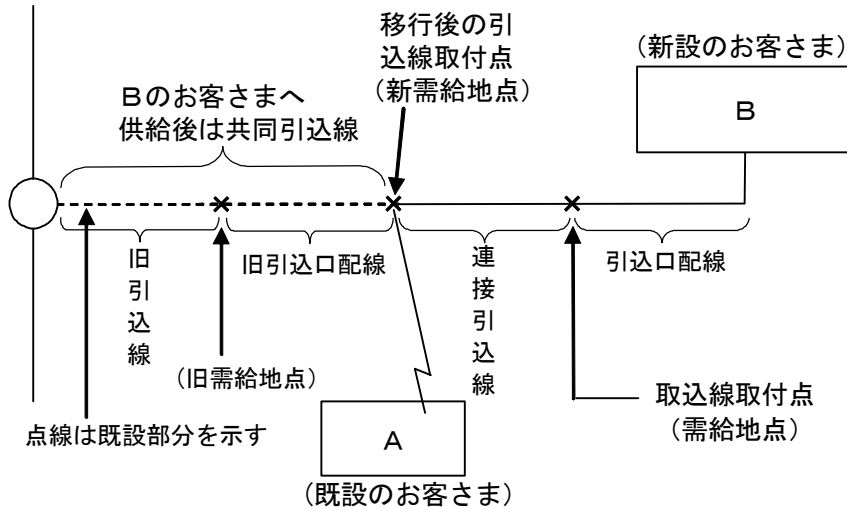 移行後の引
込線取付点
(新需給地点)
(新設のお客さま)
B
Bのお客さまへ
供給後は共同引込線
旧引込線
旧引込口配線
連接引込線
引込口配線
(旧需給地点)
取込線取付点
(需給地点)
点線は既設部分を示す
A
(既設のお客さま)